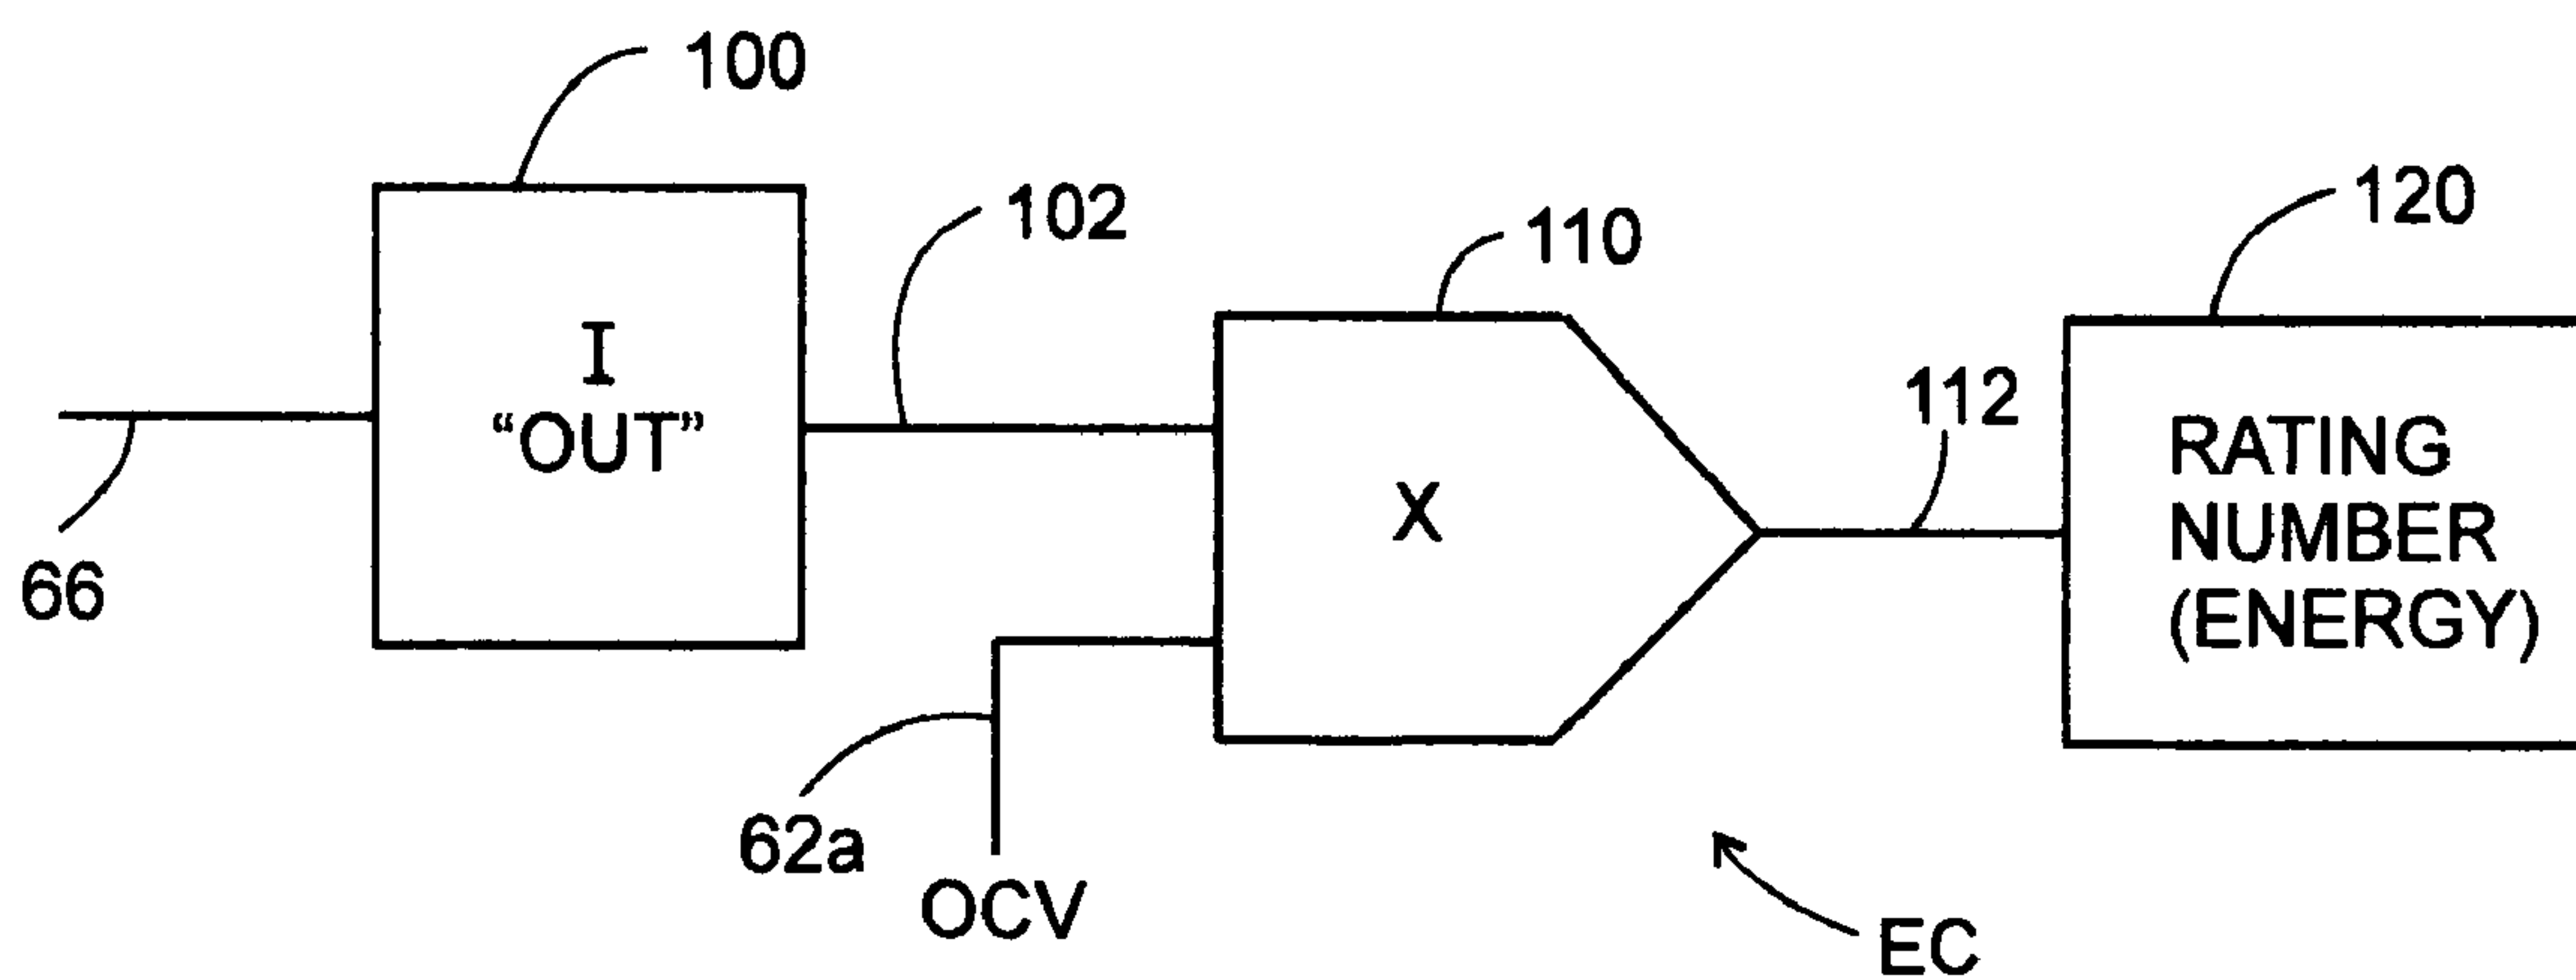 100
102
110
120
I
“OUT”
112
RATING
NUMBER
(ENERGY)
X
66
62a
OCV
EC